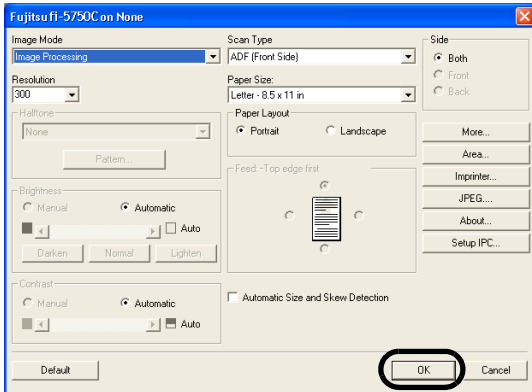 Fujitsu fi-5750C on None
Image Mode
Image Processing
Resolution
300
Halftone
None
Pattern...
Brightness
Manual
Automatic
Auto
Darken
Normal
Lighten
Contrast
Manual
Automatic
Auto
Scan Type
ADF (Front Side)
Paper Size:
Letter - 8.5 x 11 in
Paper Layout
Portrait
Landscape
Feed:-Top edge first
Automatic Size and Skew Detection
Side
Both
Front
Back
More...
Area...
Imprinter...
JPEG....
About...
Setup IPC...
Default
OK
Cancel